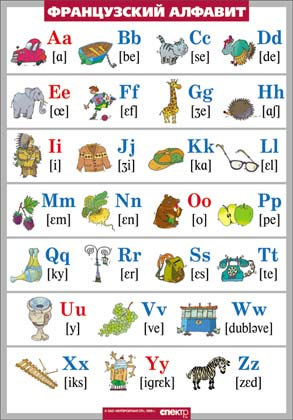 ФРАНЦУЗСКИЙ АЛФАВИТ
Aa Bb Cc Dd
[a] [be] [se] [de]
Ee Ff Gg Hh
[œ] [ɛf] [ʒe] [aʃ]
Ii Jj Kk Ll
[i] [ʒi] [ka] [ɛl]
Mm Nn Oo Pp
[ɛm] [ɛn] [o] [pe]
Qq Rr Ss Tt
[ky] [ɛr] [ɛs] [te]
Uu Vv Ww
[y] [ve] [dubləve]
Xx Yy Zz
[iks] [igrɛk] [zɛd]
СПЕКТР